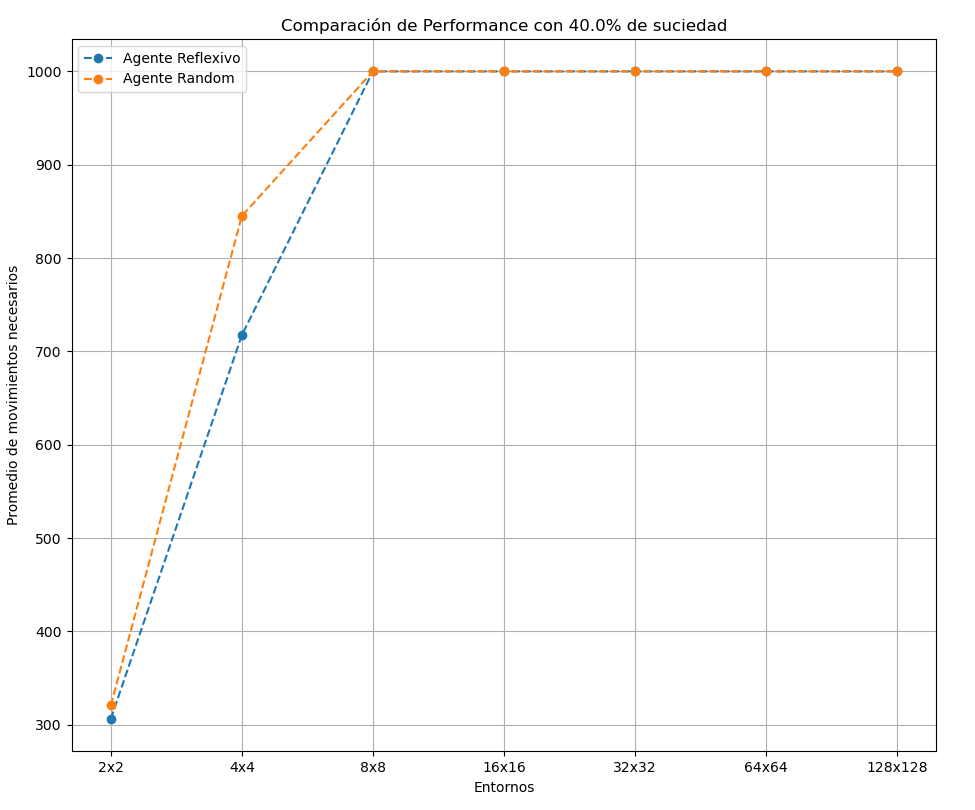 Comparación de Performance con 40.0% de suciedad
Agente Reflexivo
Agente Random
1000
900
800
700
600
500
400
300
Promedio de movimientos necesarios
2x2 4x4 8x8 16x16 32x32 64x64 128x128
Entornos